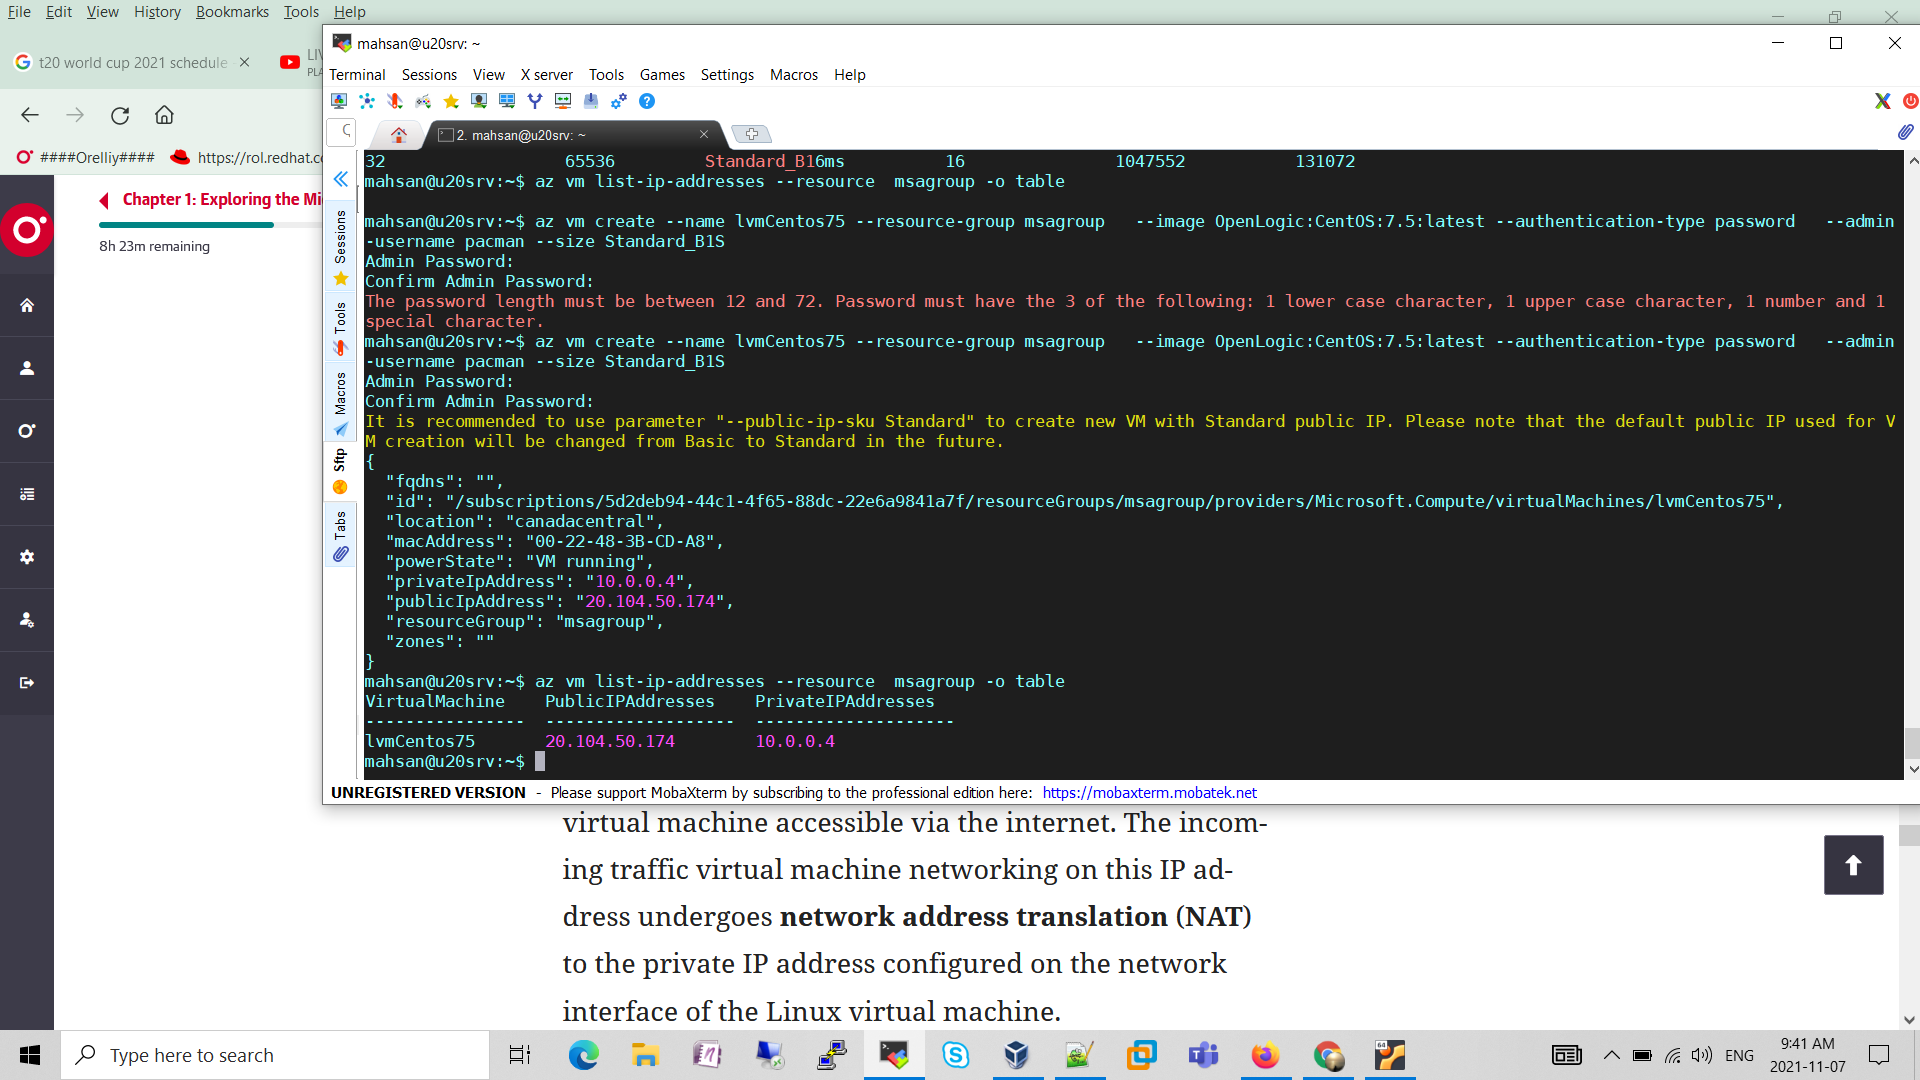 File Edit View History Bookmarks Tools Help
t20 world cup 2021 schedule
####Orelliy#### https://rol.redhat.c
Chapter 1: Exploring the Mi
8h 23m remaining
mahsan@u20srv: ~
Terminal Sessions View X server Tools Games Settings Macros Help
2. mahsan@u20srv: ~
Sessions
Tools
Macros
Sftp
Tabs
32 65536 Standard_B16ms 16 1047552 131072
mahsan@u20srv:~$ az vm list-ip-addresses --resource  msagroup -o table
mahsan@u20srv:~$ az vm create --name lvmCentos75 --resource-group msagroup   --image OpenLogic:CentOS:7.5:latest --authentication-type password   --admin
-username pacman --size Standard_B1S
Admin Password:
Confirm Admin Password:
The password length must be between 12 and 72. Password must have the 3 of the following: 1 lower case character, 1 upper case character, 1 number and 1
special character.
mahsan@u20srv:~$ az vm create --name lvmCentos75 --resource-group msagroup   --image OpenLogic:CentOS:7.5:latest --authentication-type password   --admin
-username pacman --size Standard_B1S
Admin Password:
Confirm Admin Password:
It is recommended to use parameter "--public-ip-sku Standard" to create new VM with Standard public IP. Please note that the default public IP used for V
M creation will be changed from Basic to Standard in the future.
{
"fqdns": "",
"id": "/subscriptions/5d2deb94-44c1-4f65-88dc-22e6a9841a7f/resourceGroups/msagroup/providers/Microsoft.Compute/virtualMachines/lvmCentos75",
"location": "canadacentral",
"macAddress": "00-22-48-3B-CD-A8",
"powerState": "VM running",
"privateIpAddress": "10.0.0.4",
"publicIpAddress": "20.104.50.174",
"resourceGroup": "msagroup",
"zones": ""
}
mahsan@u20srv:~$ az vm list-ip-addresses --resource  msagroup -o table
VirtualMachine    PublicIPAddresses    PrivateIPAddresses
----------------  -------------------  --------------------
lvmCentos75       20.104.50.174        10.0.0.4
mahsan@u20srv:~$
UNREGISTERED VERSION - Please support MobaXterm by subscribing to the professional edition here: https://mobaxterm.mobatek.net
virtual machine accessible via the internet. The incom-
ing traffic virtual machine networking on this IP ad-
dress undergoes network address translation (NAT)
to the private IP address configured on the network
interface of the Linux virtual machine.
Type here to search
ENG
9:41 AM
2021-11-07